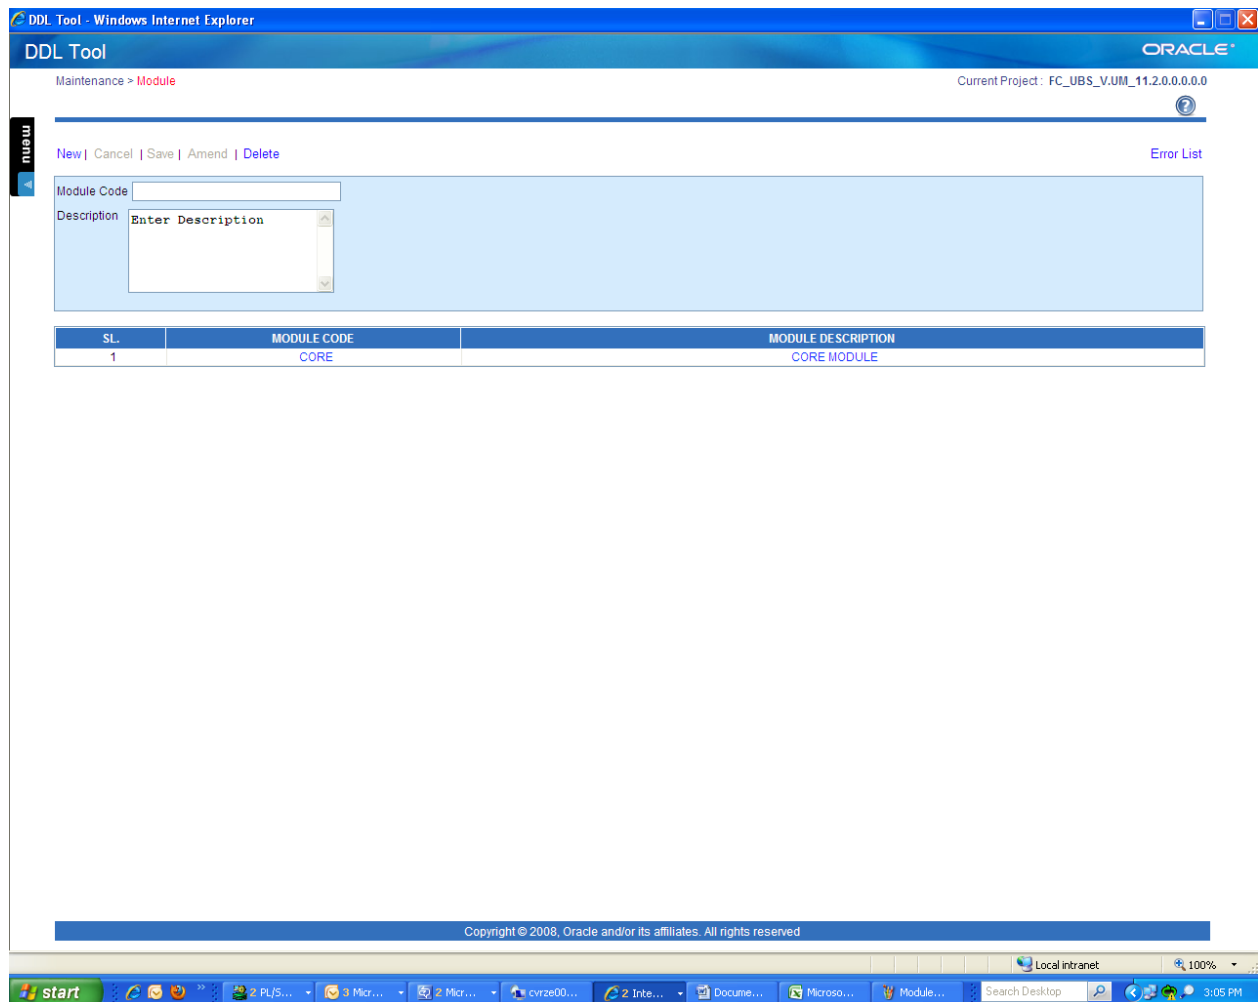 DDL Tool - Windows Internet Explorer
DDL Tool
ORACLE
Maintenance > Module
Current Project : FC_UBS_V.UM_11.2.0.0.0.0.0
menu
New | Cancel | Save | Amend | Delete
Error List
Module Code
Description
Enter Description
SL. MODULE CODE MODULE DESCRIPTION
1 CORE CORE MODULE
Copyright © 2008, Oracle and/or its affiliates. All rights reserved
Local intranet
100%
start
2 PL/S...
3 Micr...
2 Micr...
cvrze00...
2 Inte...
Docume...
Microso...
Module...
Search Desktop
3:05 PM